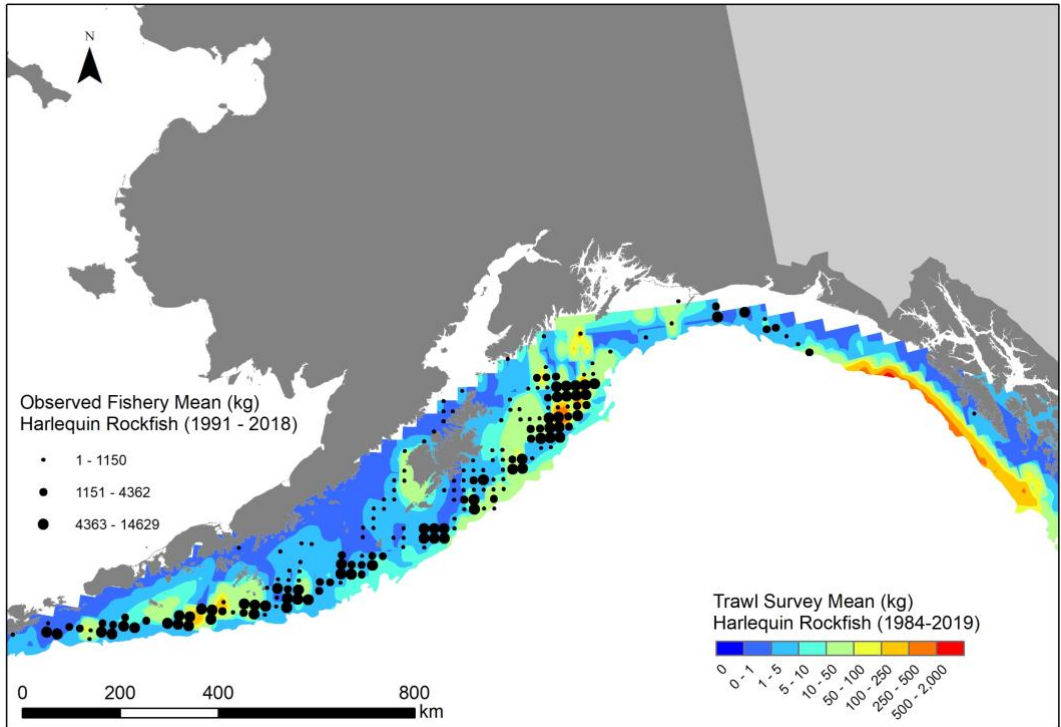 N
Observed Fishery Mean (kg)
Harlequin Rockfish (1991 - 2018)
1 - 1150
1151 - 4362
4363 - 14629
Trawl Survey Mean (kg)
Harlequin Rockfish (1984-2019)
0
0 - 1
1 - 5
5 - 10
10 - 50
50 - 100
100 - 250
250 - 500
500 - 2,000
0 200 400 800
km